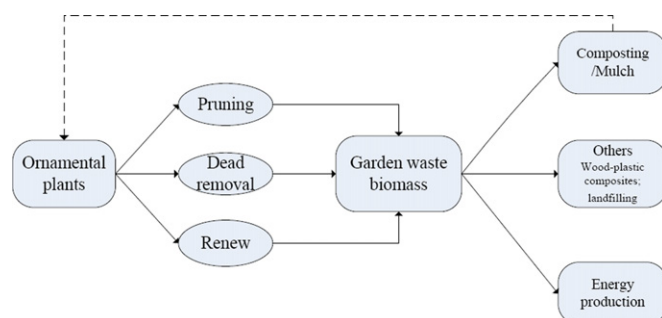 Composting
/Mulch
Pruning
Ornamental
plants
Dead
removal
Garden waste
biomass
Others
Wood-plastic
composites;
landfilling
Renew
Energy
production